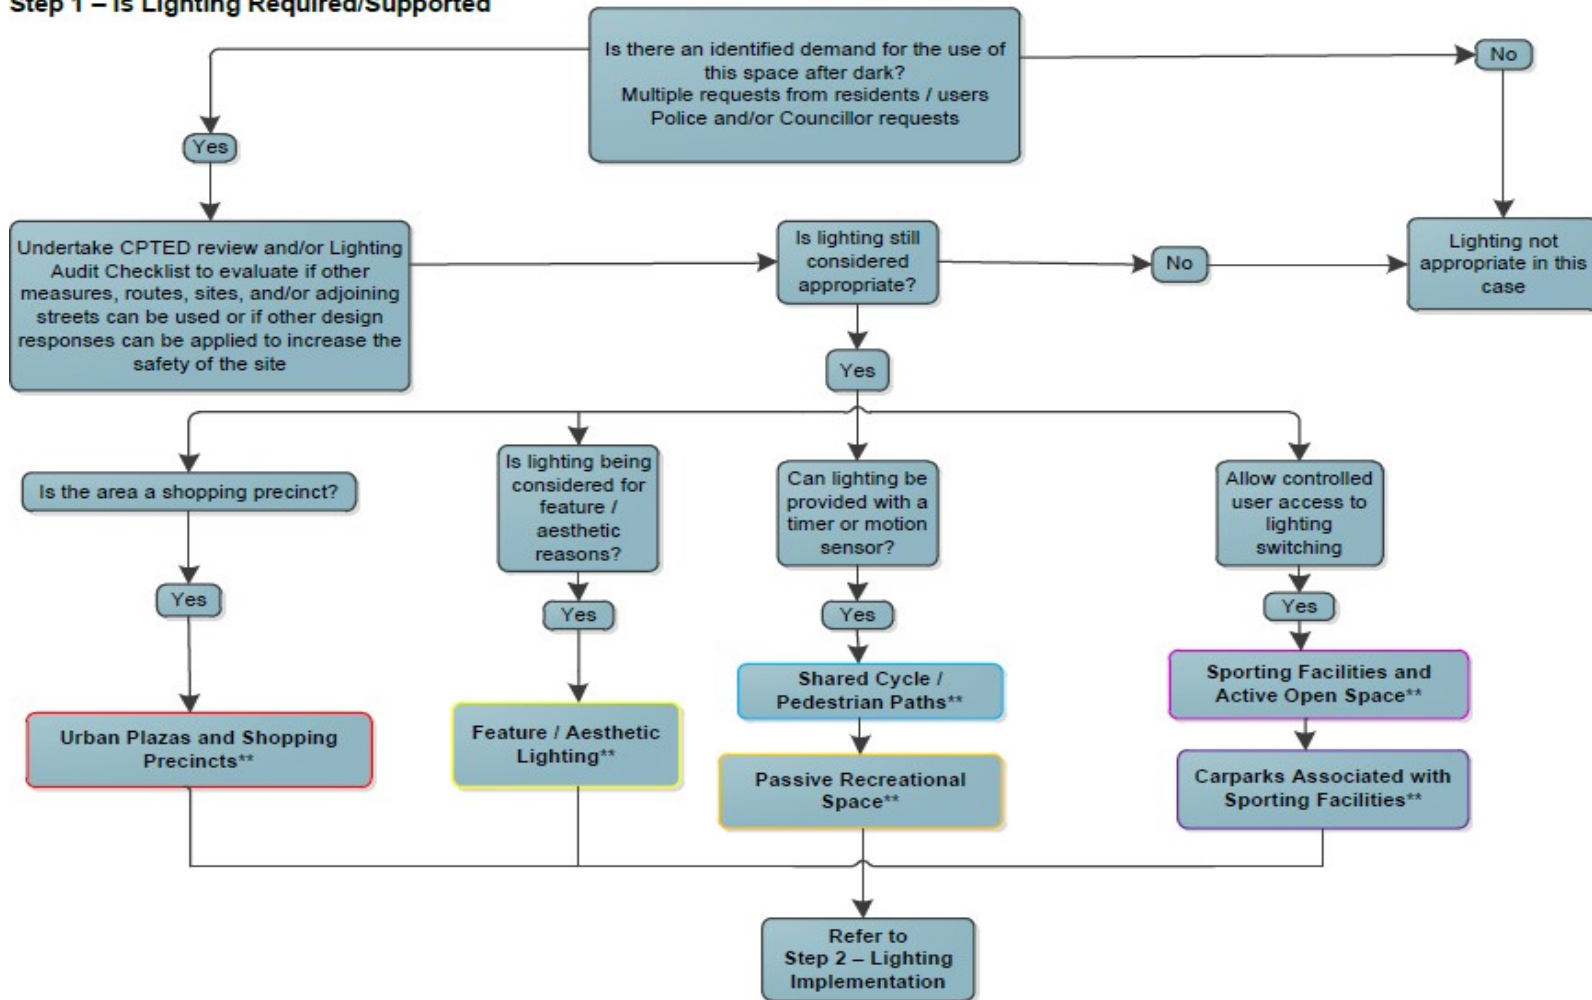 Step 1 – Is Lighting Required/Supported
Is there an identified demand for the use of
this space after dark?
Multiple requests from residents / users
Police and/or Councillor requests
No
Yes
Undertake CPTED review and/or Lighting
Audit Checklist to evaluate if other
measures, routes, sites, and/or adjoining
streets can be used or if other design
responses can be applied to increase the
safety of the site
Is lighting still
considered
appropriate?
No
Lighting not
appropriate in this
case
Yes
Is the area a shopping precinct?
Is lighting being
considered for
feature /
aesthetic
reasons?
Can lighting be
provided with a
timer or motion
sensor?
Allow controlled
user access to
lighting
switching
Yes
Yes
Yes
Yes
Urban Plazas and Shopping
Precincts**
Feature / Aesthetic
Lighting**
Shared Cycle /
Pedestrian Paths**
Sporting Facilities and
Active Open Space**
Passive Recreational
Space**
Carparks Associated with
Sporting Facilities**
Refer to
Step 2 – Lighting
Implementation